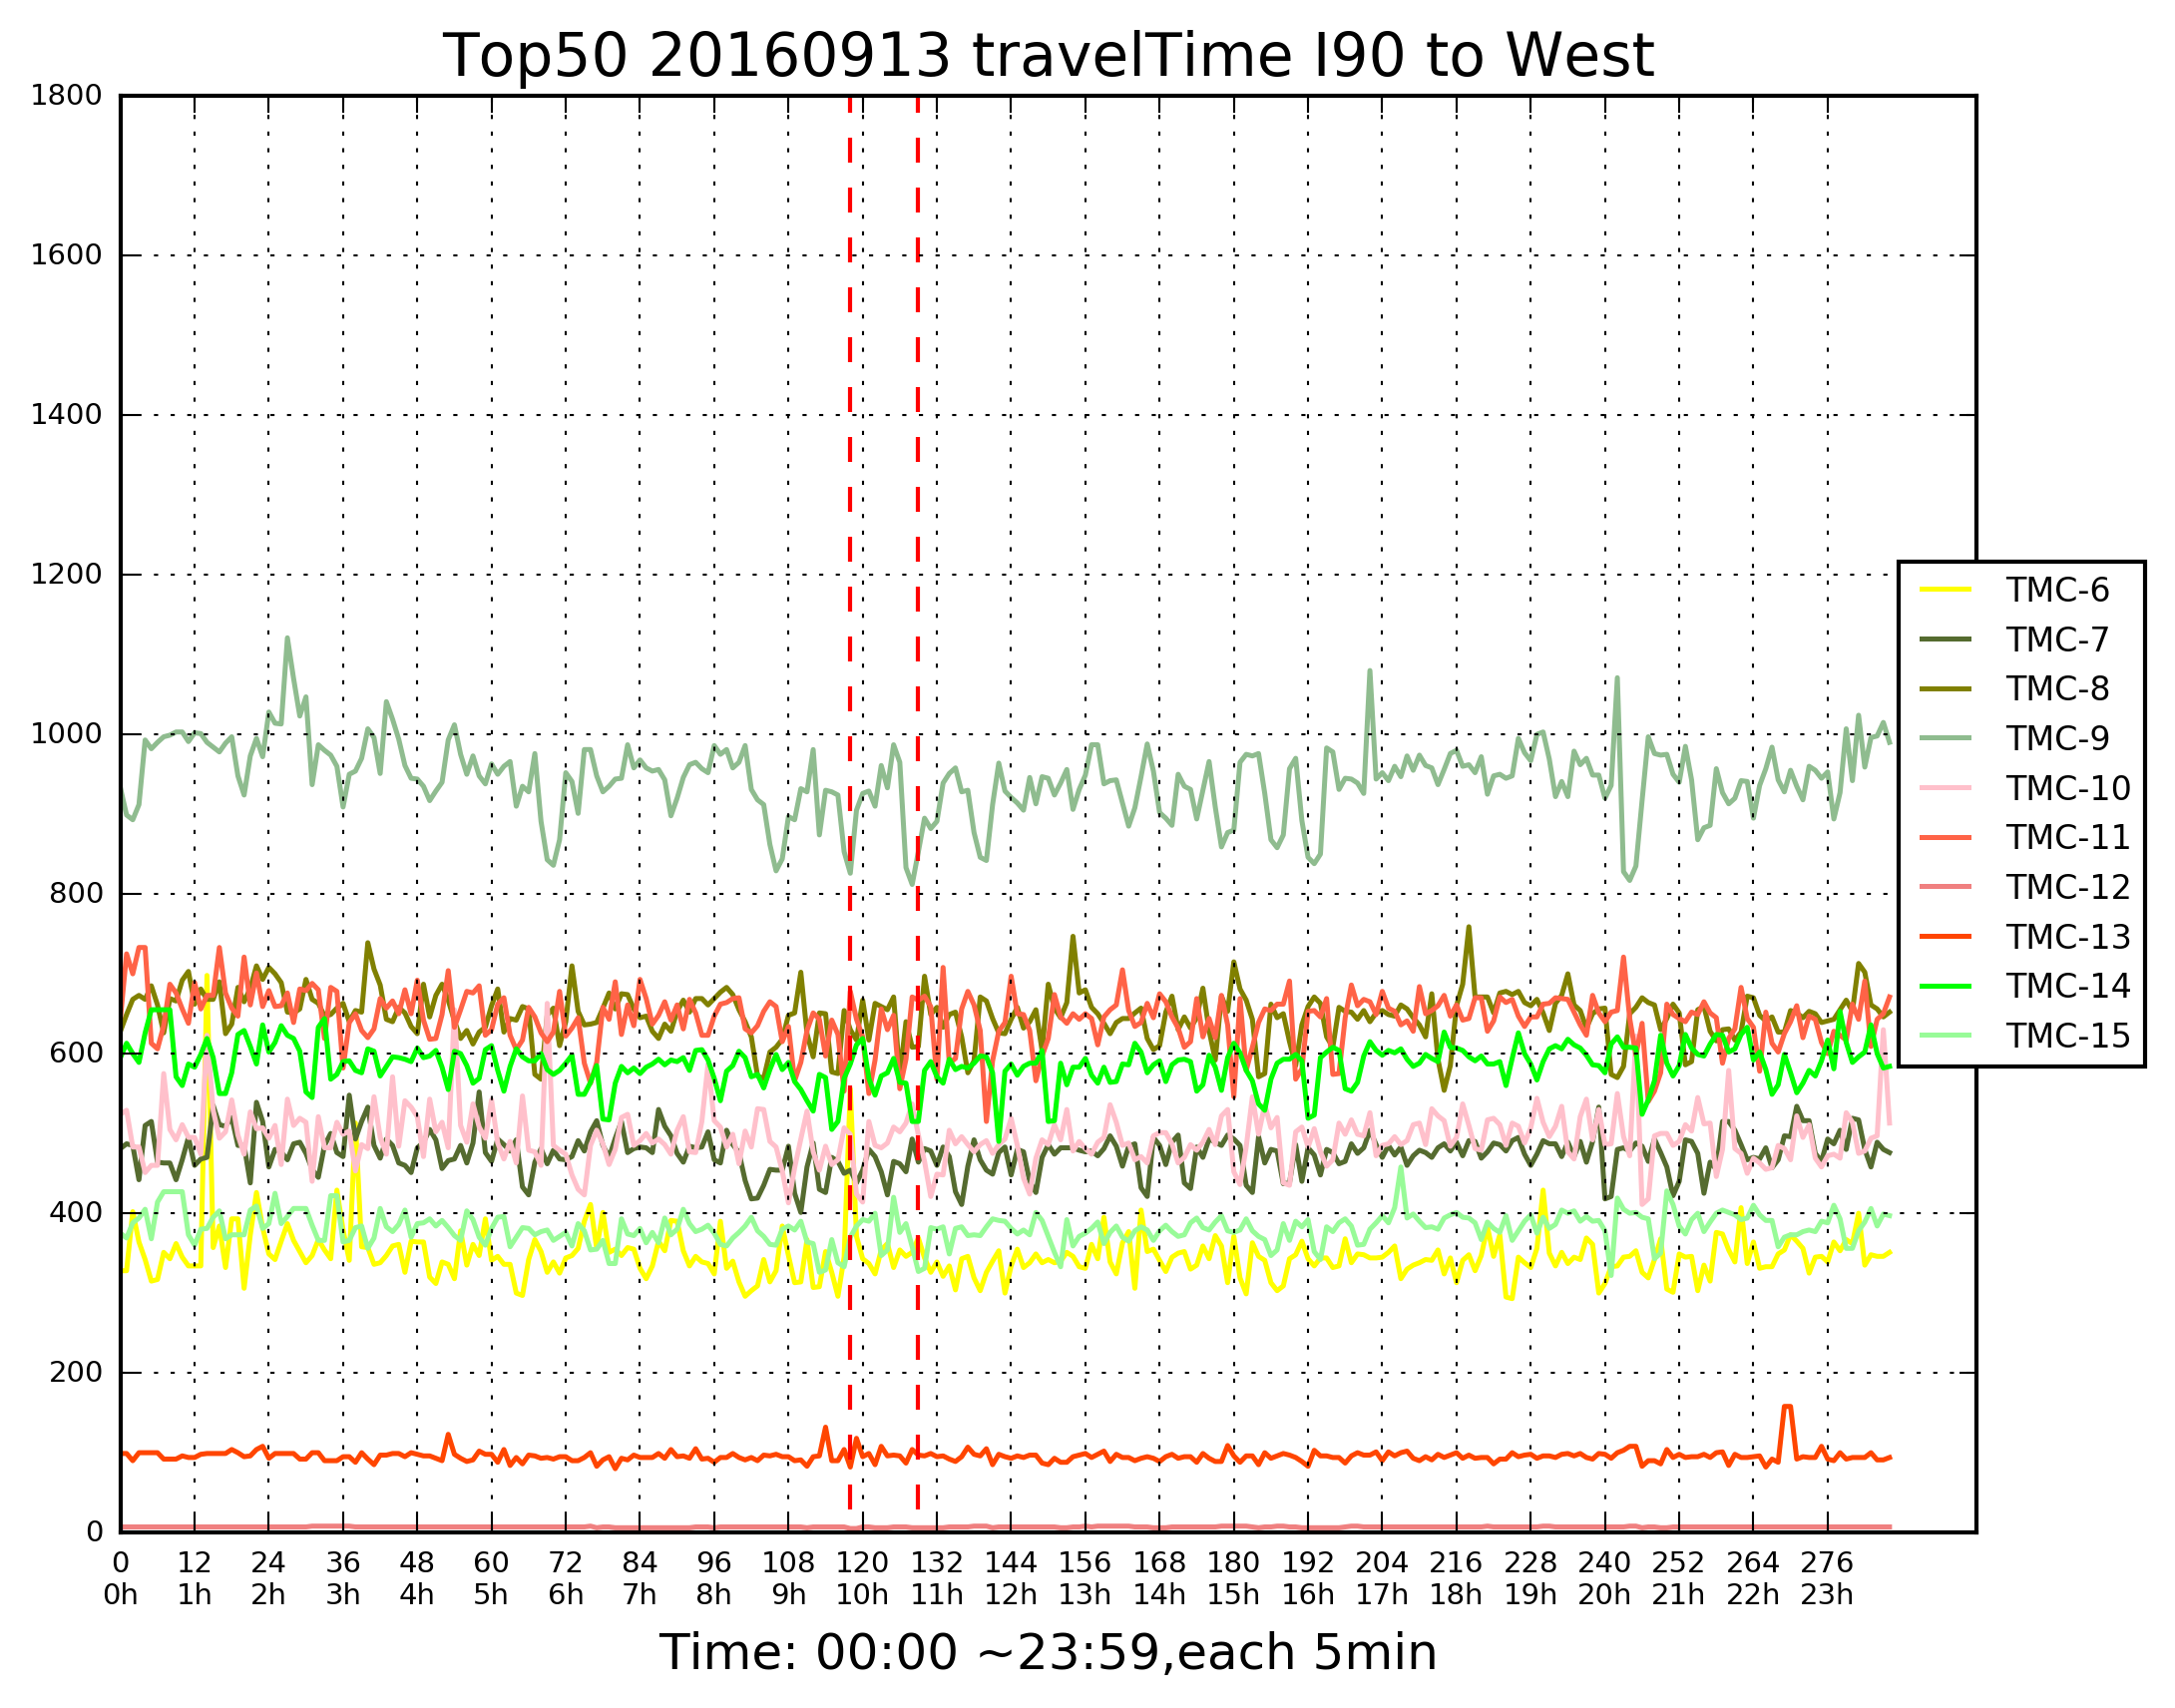 Top50 20160913 travelTime I90 to West
1800
1600
1400
1200
1000
800
600
400
200
0
TMC-6
TMC-7
TMC-8
TMC-9
TMC-10
TMC-11
TMC-12
TMC-13
TMC-14
TMC-15
0 12 24 36 48 60 72 84 96 108 120 132 144 156 168 180 192 204 216 228 240 252 264 276
0h 1h 2h 3h 4h 5h 6h 7h 8h 9h 10h 11h 12h 13h 14h 15h 16h 17h 18h 19h 20h 21h 22h 23h
Time: 00:00 ~23:59,each 5min